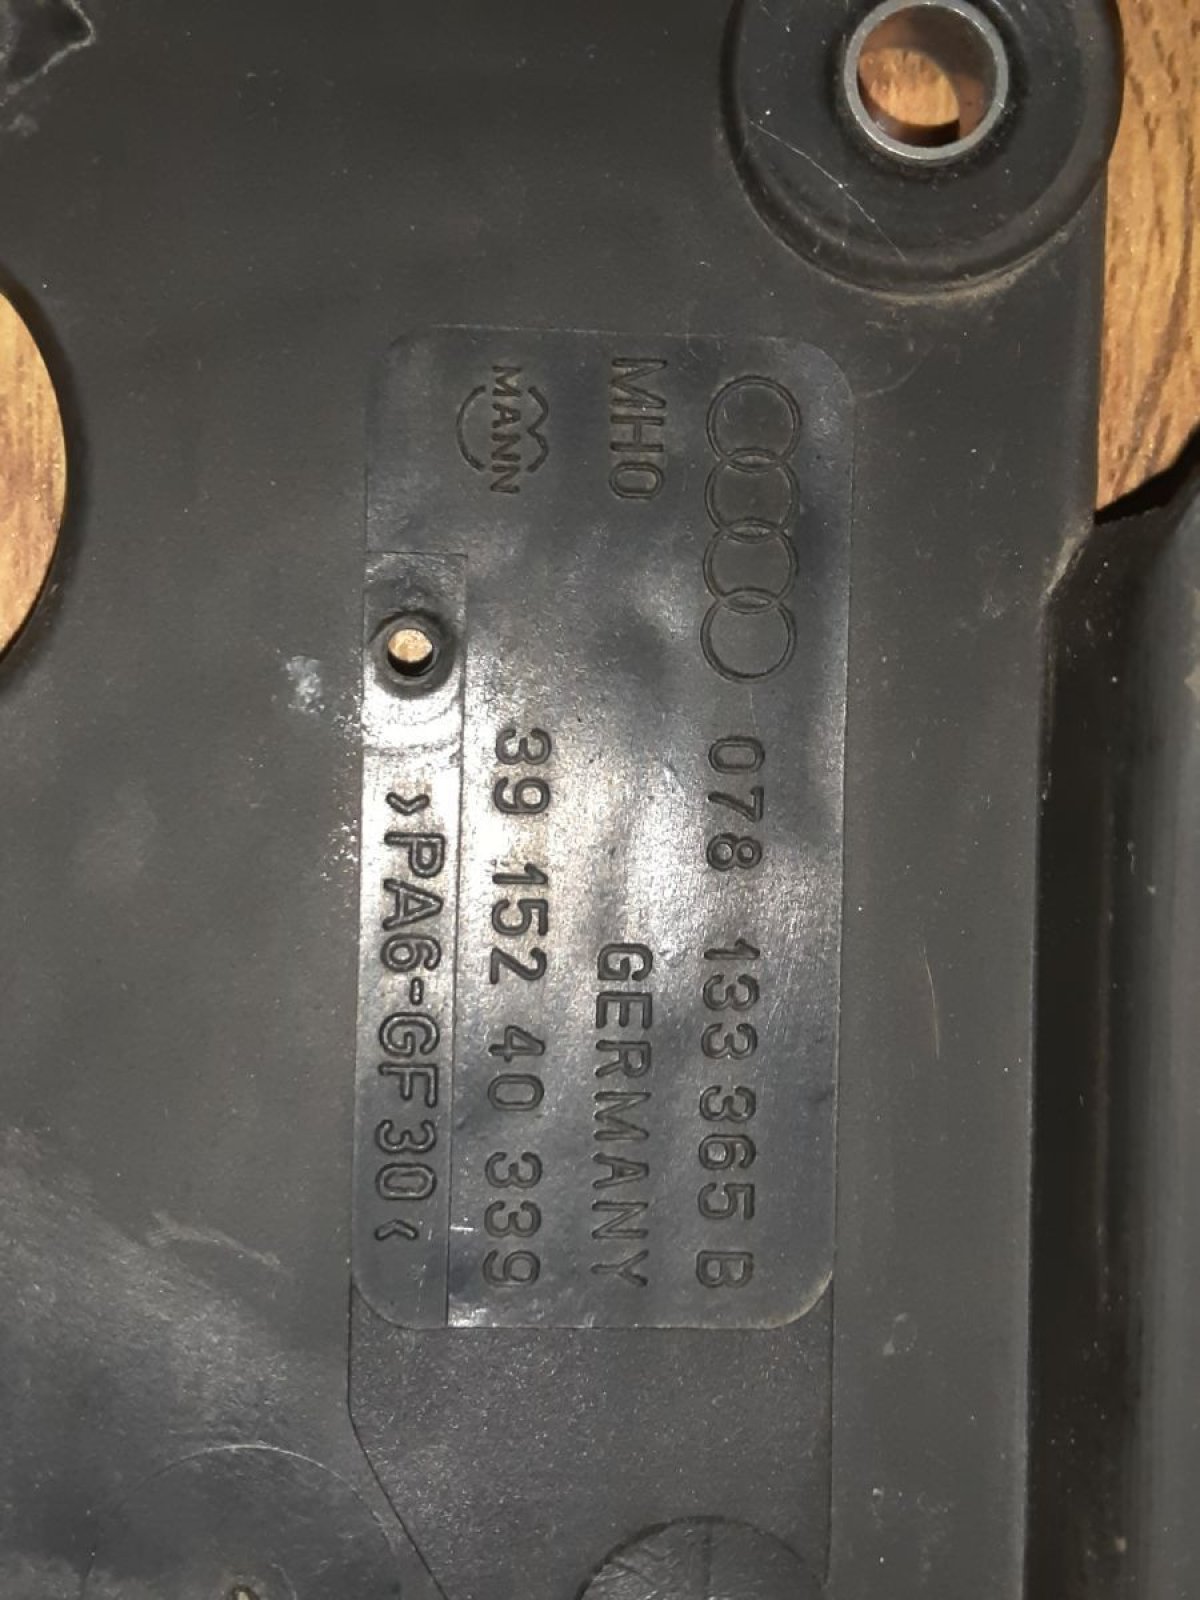 078 133 365 B
MH0 GERMANY
MANN 39 152 40 339
>PA6-GF30<